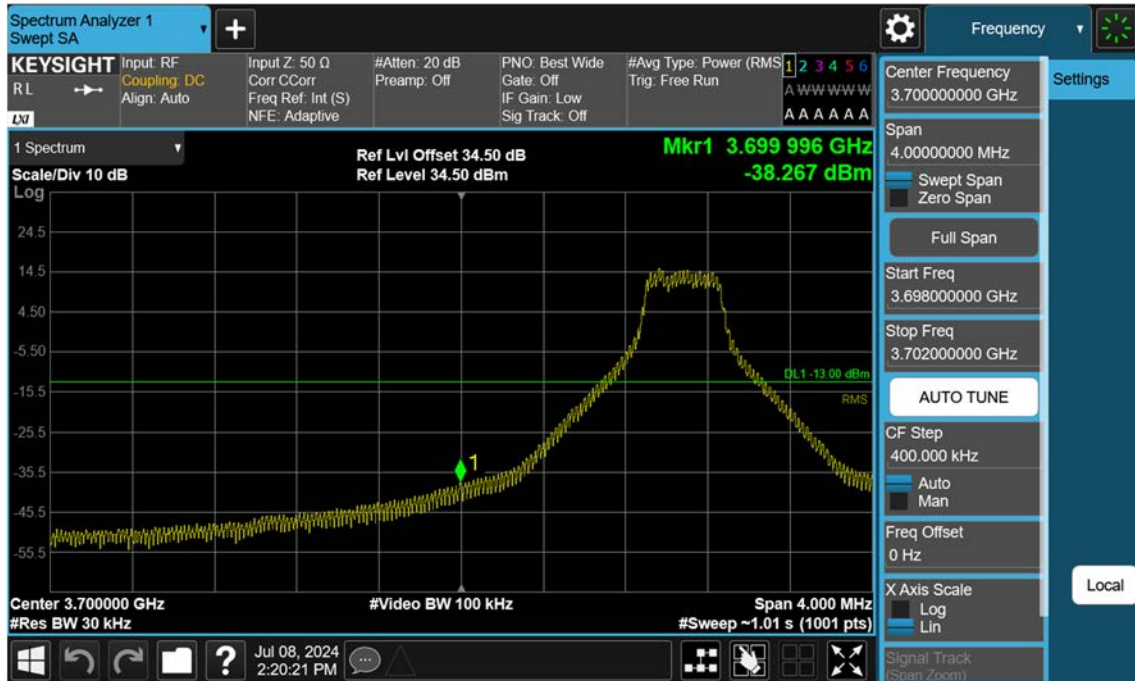 Spectrum Analyzer 1
Swept SA
+
Frequency
KEYSIGHT
RL
LXI
Input: RF
Coupling: DC
Align: Auto
Input Z: 50 Ω
Corr CCorr
Freq Ref: Int (S)
NFE: Adaptive
#Atten: 20 dB
Preamp: Off
PNO: Best Wide
Gate: Off
IF Gain: Low
Sig Track: Off
#Avg Type: Power (RMS
Trig: Free Run
1 2 3 4 5 6
A W W W W W
A A A A A A
1 Spectrum
Scale/Div 10 dB
Ref Lvl Offset 34.50 dB
Ref Level 34.50 dBm
Mkr1 3.699 996 GHz
-38.267 dBm
Log
24.5
14.5
4.50
-5.50
-15.5
-25.5
-35.5
-45.5
-55.5
DL1 -13.00 dBm
RMS
1
Center 3.700000 GHz
#Res BW 30 kHz
#Video BW 100 kHz
Span 4.000 MHz
#Sweep ~1.01 s (1001 pts)
Center Frequency
3.700000000 GHz
Span
4.00000000 MHz
Swept Span
Zero Span
Full Span
Start Freq
3.698000000 GHz
Stop Freq
3.702000000 GHz
AUTO TUNE
CF Step
400.000 kHz
Auto
Man
Freq Offset
0 Hz
X Axis Scale
Log
Lin
Signal Track
(Span Zoom)
Settings
Local
?
Jul 08, 2024
2:20:21 PM